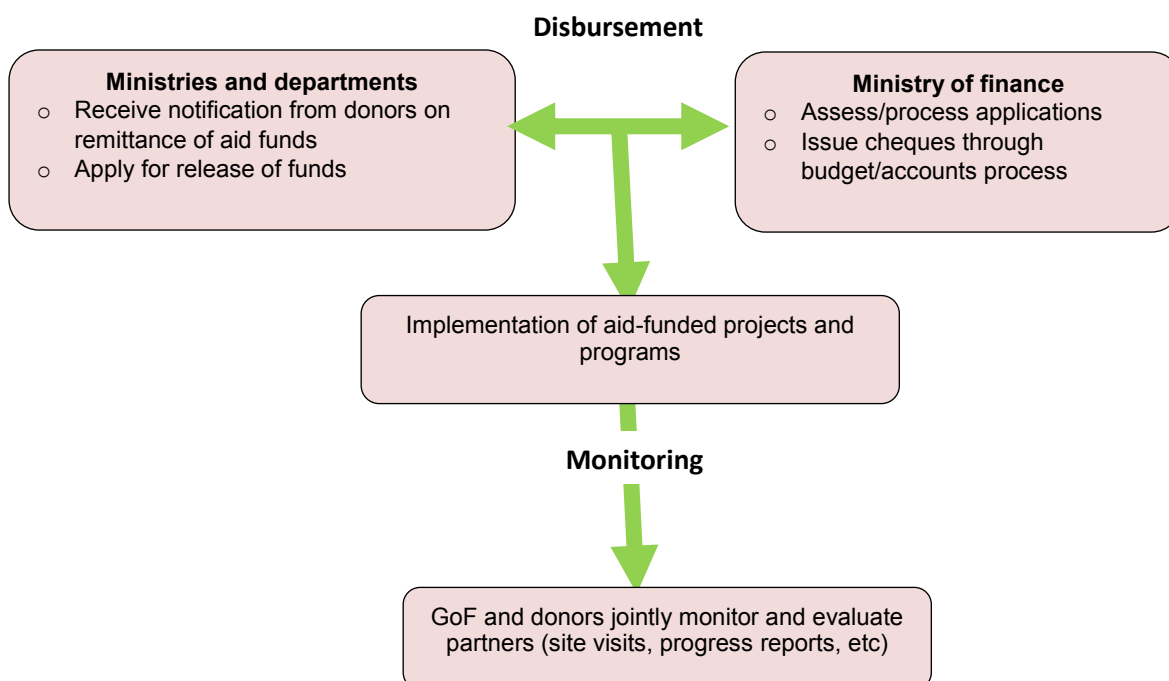 Disbursement
Ministries and departments
o Receive notification from donors on
remittance of aid funds
o Apply for release of funds
Ministry of finance
o Assess/process applications
o Issue cheques through
budget/accounts process
Implementation of aid-funded projects and
programs
Monitoring
GoF and donors jointly monitor and evaluate
partners (site visits, progress reports, etc)